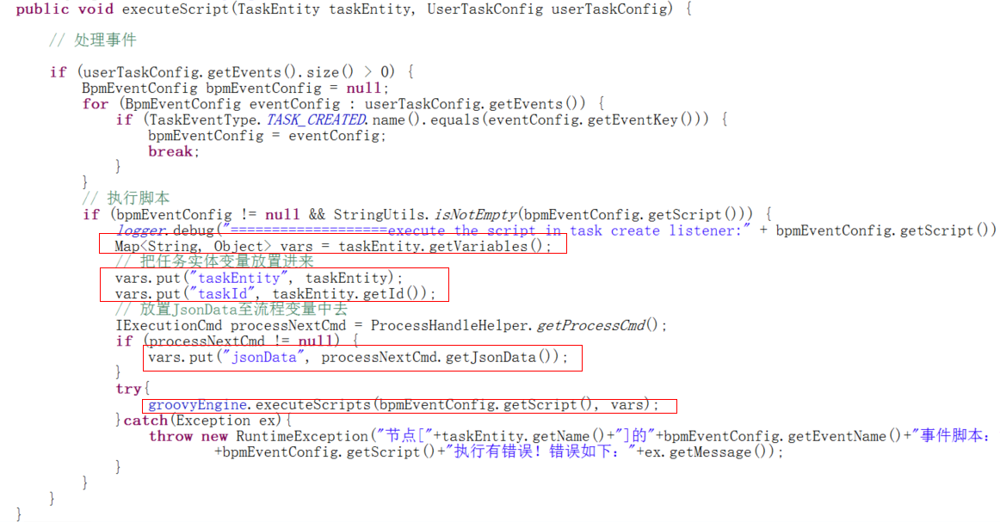 public void executeScript(TaskEntity taskEntity, UserTaskConfig userTaskConfig) {
// 处理事件
if (userTaskConfig.getEvents().size() > 0) {
BpmEventConfig bpmEventConfig = null;
for (BpmEventConfig eventConfig : userTaskConfig.getEvents()) {
if (TaskEventType.TASK_CREATED.name().equals(eventConfig.getEventKey())) {
bpmEventConfig = eventConfig;
break;
}
}
// 执行脚本
if (bpmEventConfig != null && StringUtils.isNotEmpty(bpmEventConfig.getScript())) {
logger.debug("===================execute the script in task create listener:" + bpmEventConfig.getScript())
Map<String, Object> vars = taskEntity.getVariables();
// 把任务实体变量放置进来
vars.put("taskEntity", taskEntity);
vars.put("taskId", taskEntity.getId());
// 放置JsonData至流程变量中去
IExecutionCmd processNextCmd = ProcessHandleHelper.getProcessCmd();
if (processNextCmd != null) {
vars.put("jsonData", processNextCmd.getJsonData());
}
try{
groovyEngine.executeScripts(bpmEventConfig.getScript(), vars);
}catch(Exception ex){
throw new RuntimeException("节点["+taskEntity.getName()+"]的"+bpmEventConfig.getEventName()+"事件脚本:
+bpmEventConfig.getScript()+"执行有错误! 错误如下: "+ex.getMessage());
}
}
}
}